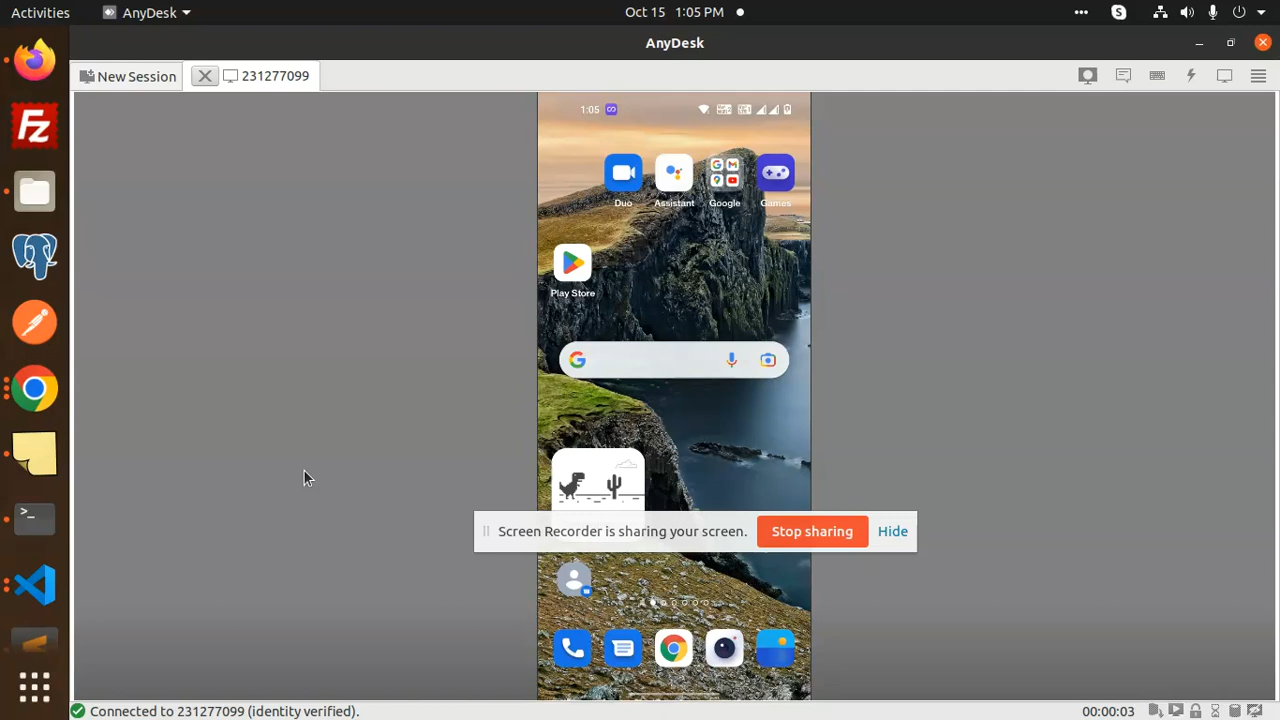 Activities
AnyDesk
Oct 15 1:05 PM
AnyDesk
New Session
231277099
1:05
Duo
Assistant
Google
Games
Play Store
Screen Recorder is sharing your screen.
Stop sharing
Hide
Connected to 231277099 (identity verified).
00:00:03